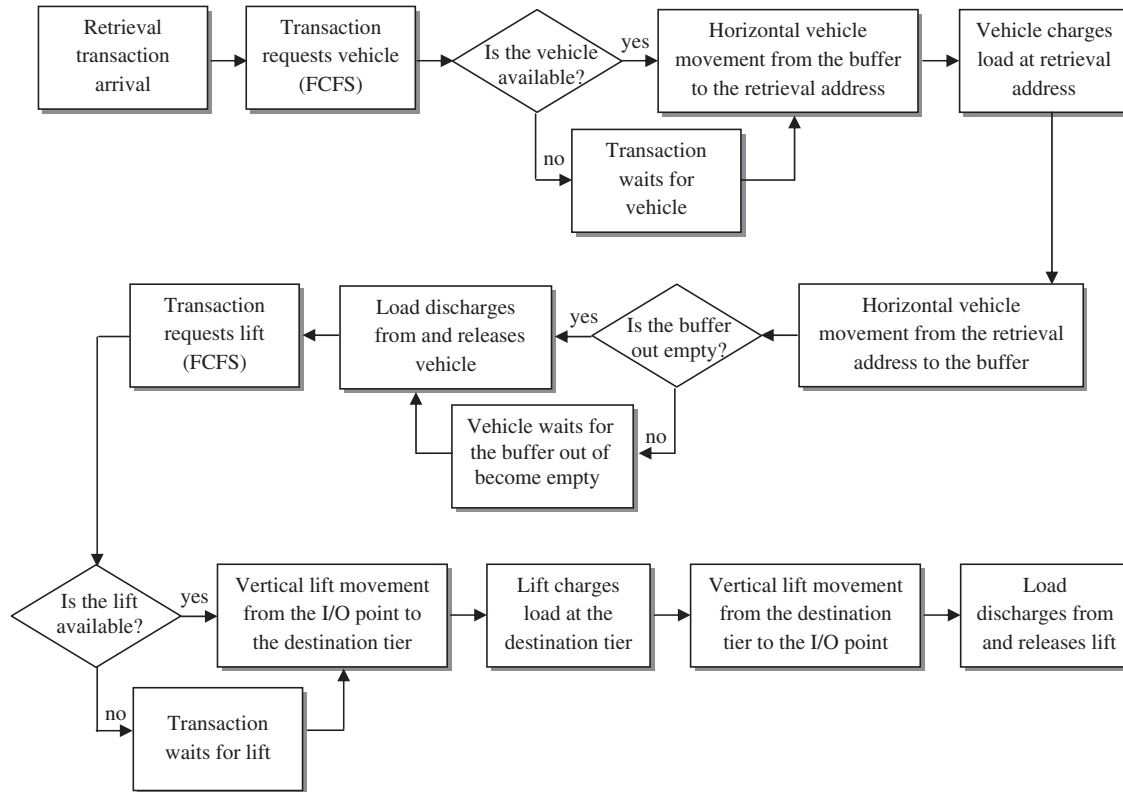 Retrieval
transaction
arrival
Transaction
requests vehicle
(FCFS)
Is the vehicle
available?
yes
no
Transaction
waits for
vehicle
Horizontal vehicle
movement from the buffer
to the retrieval address
Vehicle charges
load at retrieval
address
Horizontal vehicle
movement from the retrieval
address to the buffer
Is the buffer
out empty?
yes
no
Vehicle waits for
the buffer out of
become empty
Load discharges
from and releases
vehicle
Transaction
requests lift
(FCFS)
Is the lift
available?
yes
no
Transaction
waits for lift
Vertical lift movement
from the I/O point to
the destination tier
Lift charges
load at the
destination tier
Vertical lift movement
from the destination
tier to the I/O point
Load
discharges from
and releases lift